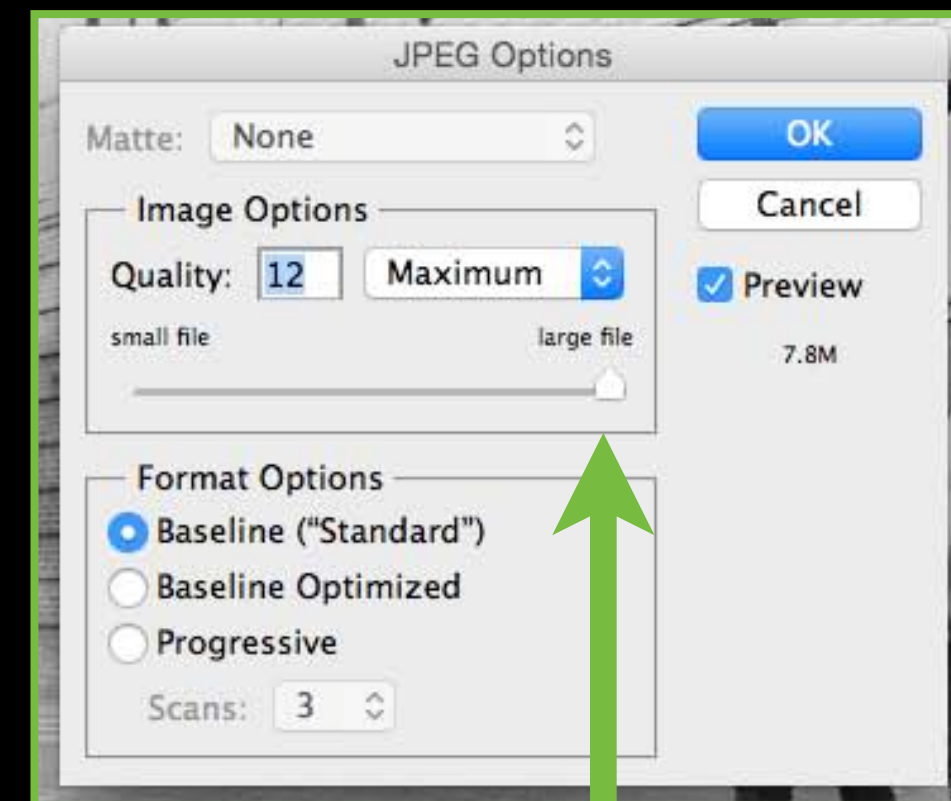 JPEG Options
Matte: None
OK
Cancel
Image Options
Quality: 12 Maximum
Preview
small file large file
7.8M
Format Options
Baseline (“Standard”)
Baseline Optimized
Progressive
Scans: 3